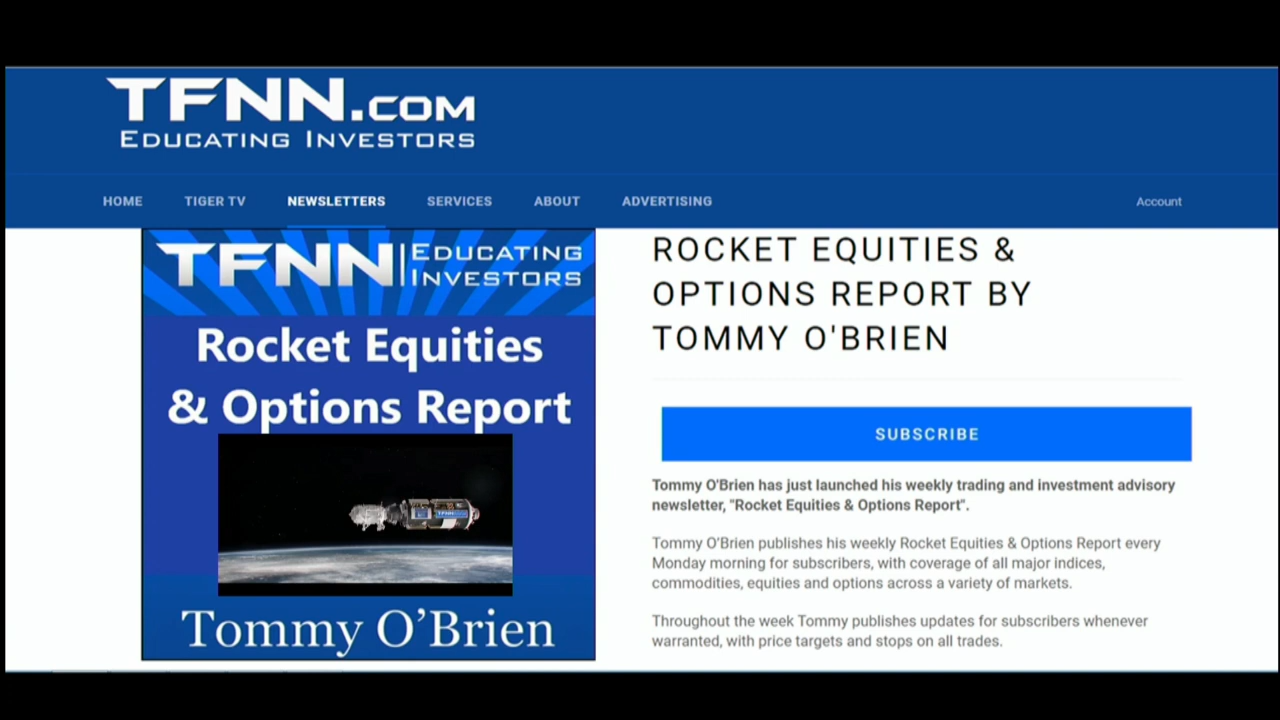 TFNN.COM
EDUCATING INVESTORS
HOME TIGER TV NEWSLETTERS SERVICES ABOUT ADVERTISING Account
TFNN | EDUCATING
INVESTORS
Rocket Equities
& Options Report
TFNN
Tommy O'Brien
ROCKET EQUITIES &
OPTIONS REPORT BY
TOMMY O'BRIEN
SUBSCRIBE
Tommy O'Brien has just launched his weekly trading and investment advisory
newsletter, "Rocket Equities & Options Report".
Tommy O'Brien publishes his weekly Rocket Equities & Options Report every
Monday morning for subscribers, with coverage of all major indices,
commodities, equities and options across a variety of markets.
Throughout the week Tommy publishes updates for subscribers whenever
warranted, with price targets and stops on all trades.